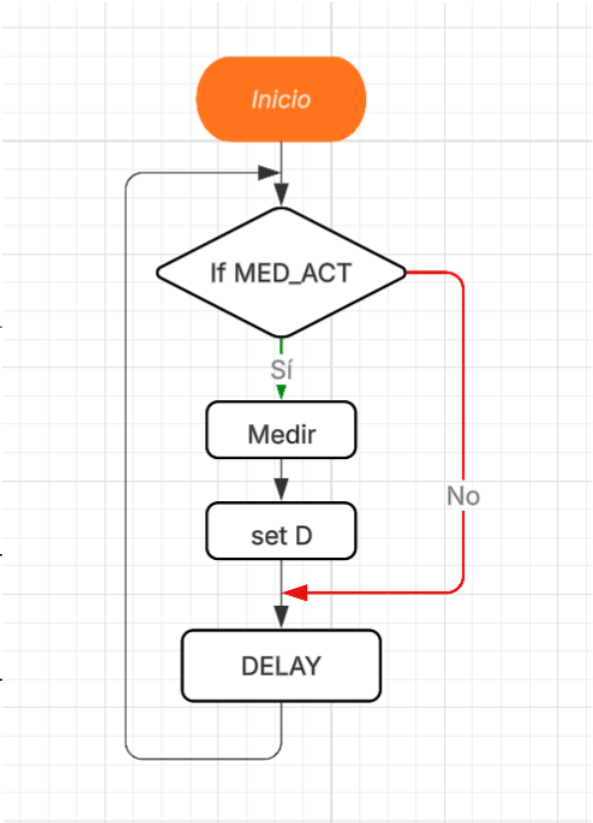 Inicio
If MED_ACT
Sí
Medir
No
set D
DELAY